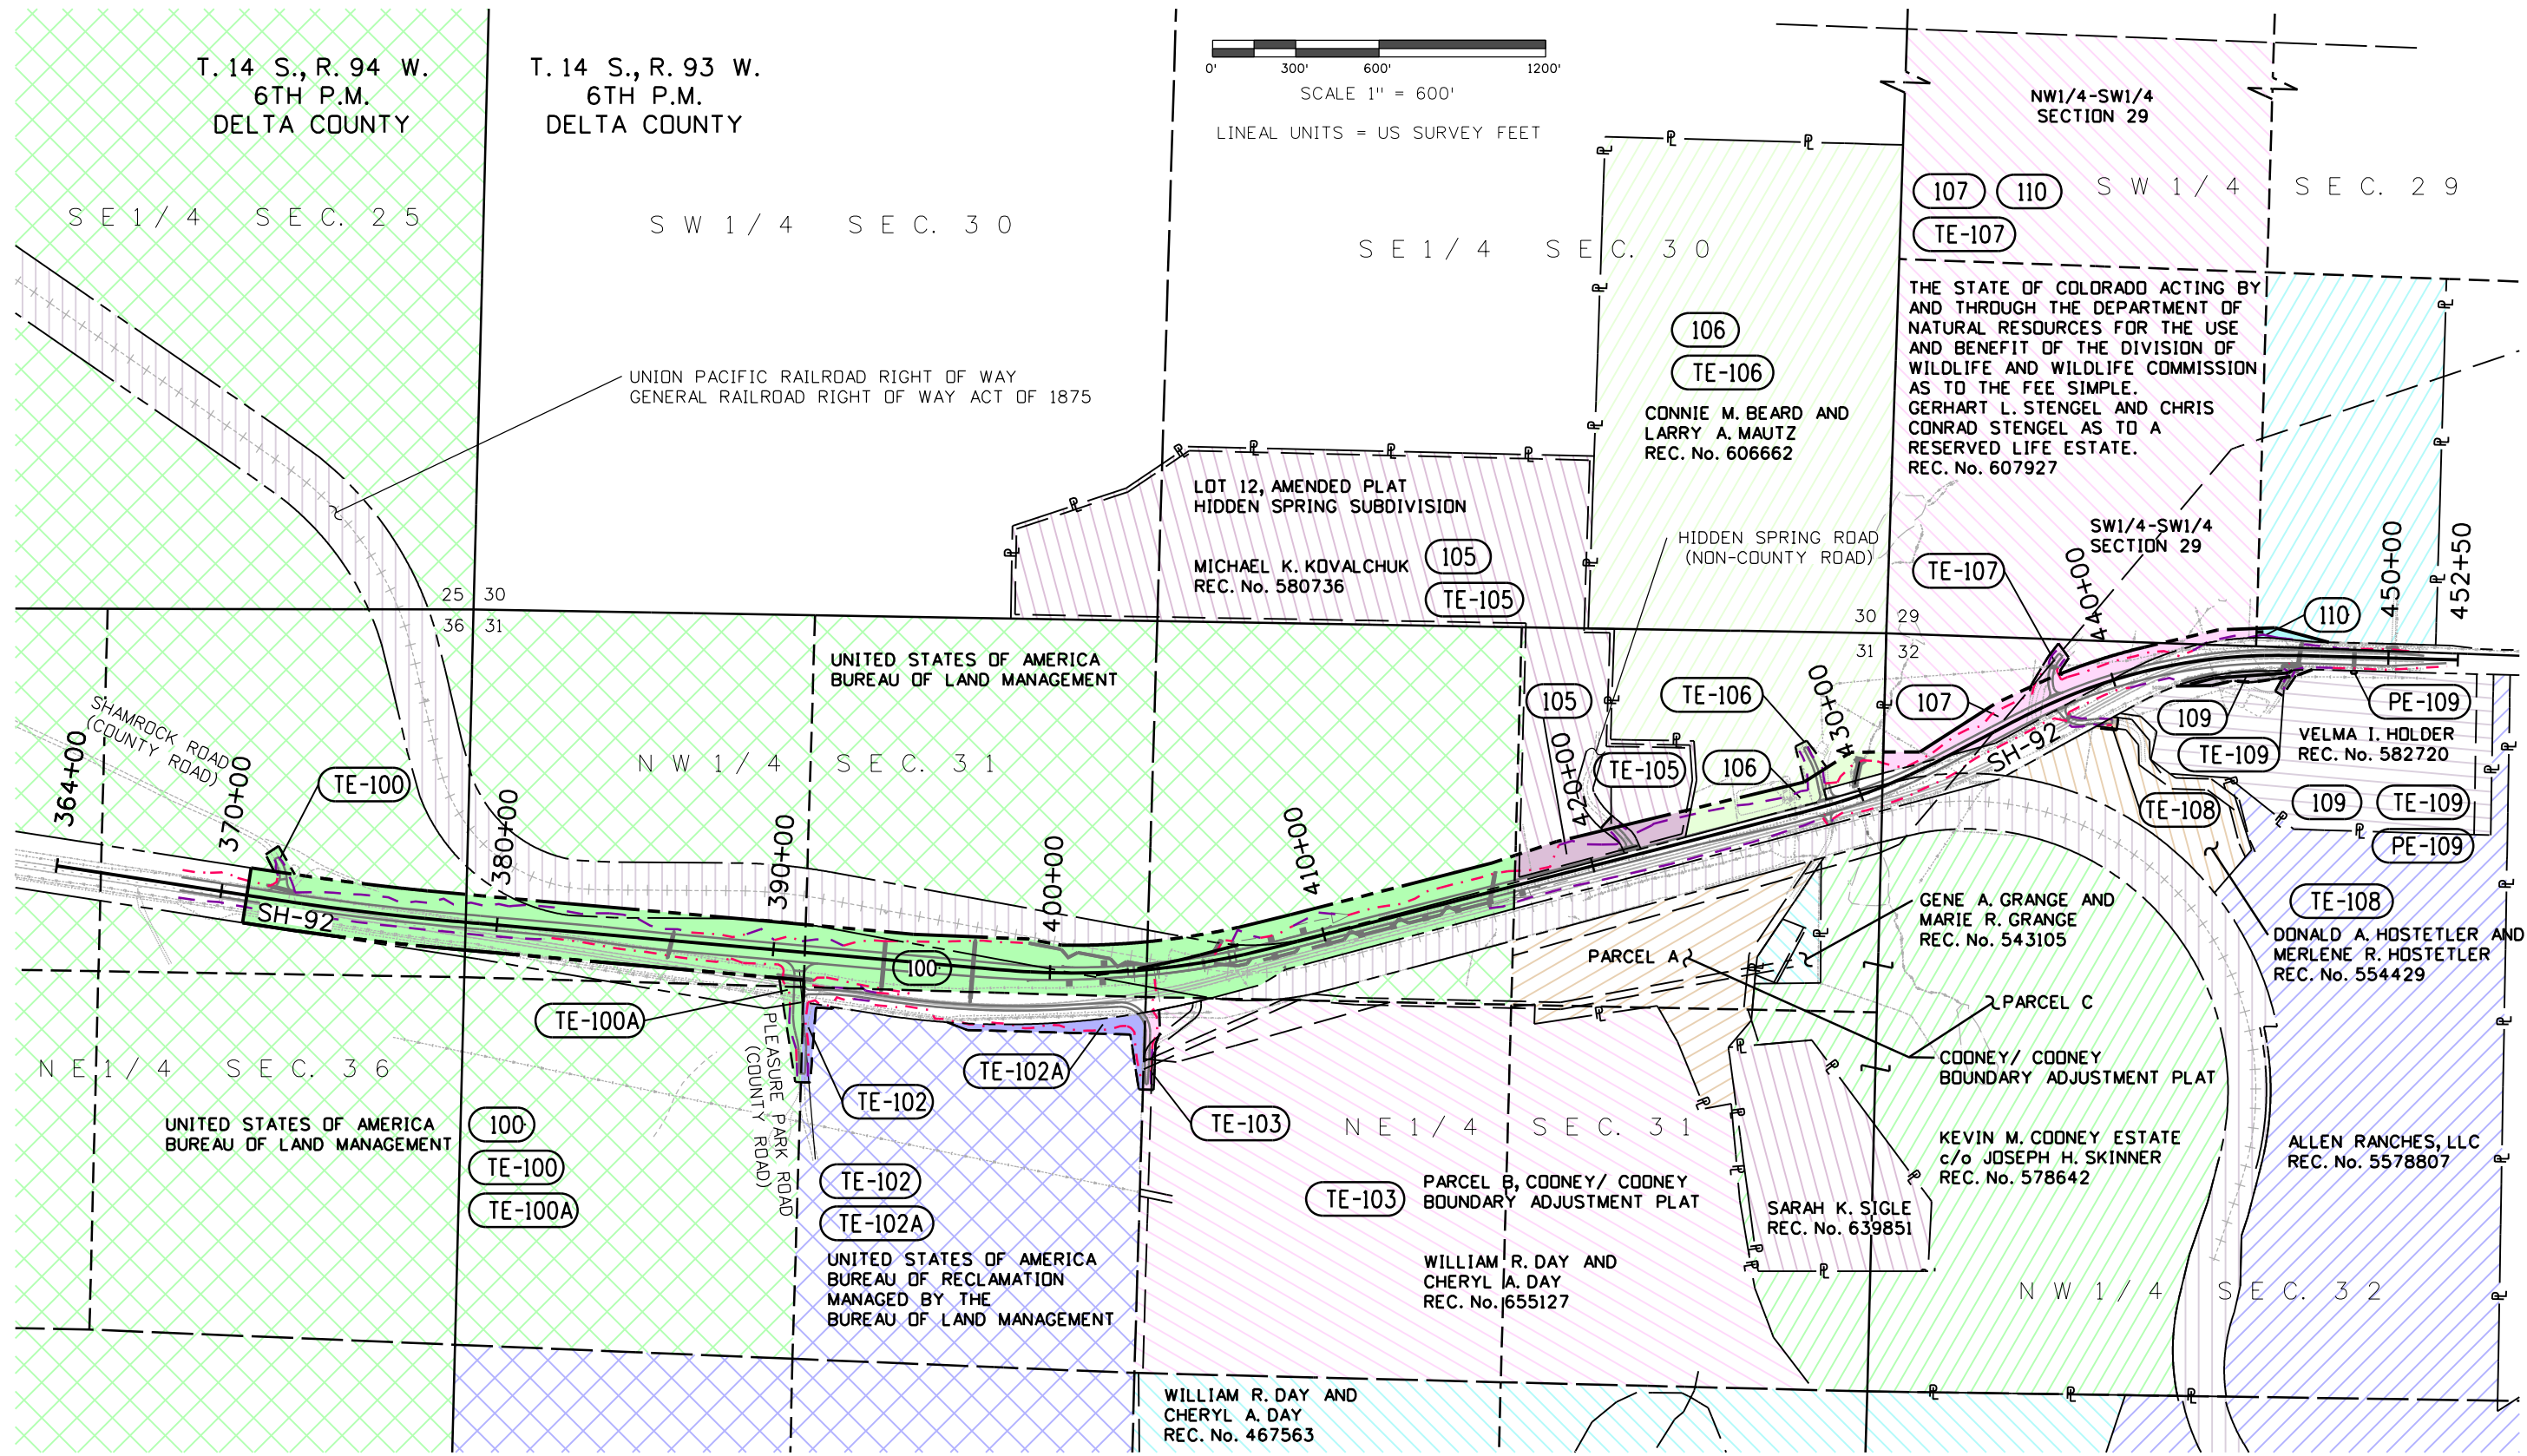 T. 14 S., R. 94 W.
6TH P.M.
DELTA COUNTY
T. 14 S., R. 93 W.
6TH P.M.
DELTA COUNTY
0' 300' 600' 1200'
SCALE 1" = 600'
LINEAL UNITS = US SURVEY FEET
NW1/4-SW1/4
SECTION 29
SE1/4 SEC. 25
SW1/4 SEC. 30
SE1/4 SEC. 30
107 110
TE-107
SW1/4 SEC. 29
THE STATE OF COLORADO ACTING BY
AND THROUGH THE DEPARTMENT OF
NATURAL RESOURCES FOR THE USE
AND BENEFIT OF THE DIVISION OF
WILDLIFE AND WILDLIFE COMMISSION
AS TO THE FEE SIMPLE.
GERHART L. STENGEL AND CHRIS
CONRAD STENGEL AS TO A
RESERVED LIFE ESTATE.
REC. No. 607927
106
TE-106
CONNIE M. BEARD AND
LARRY A. MAUTZ
REC. No. 606662
UNION PACIFIC RAILROAD RIGHT OF WAY
GENERAL RAILROAD RIGHT OF WAY ACT OF 1875
LOT 12, AMENDED PLAT
HIDDEN SPRING SUBDIVISION
MICHAEL K. KOVALCHUK
REC. No. 580736
105
TE-105
HIDDEN SPRING ROAD
(NON-COUNTY ROAD)
SW1/4-SW1/4
SECTION 29
TE-107
440+00
450+00
452+50
25 30
36 31
30 29
31 32
110
UNITED STATES OF AMERICA
BUREAU OF LAND MANAGEMENT
105
TE-106
430+00
107
109
PE-109
TE-109
VELMA I. HOLDER
REC. No. 582720
SHAMROCK ROAD
(COUNTY ROAD)
364+00
370+00
TE-100
380+00
390+00
400+00
410+00
420+00
NW1/4 SEC. 31
TE-105
106
SH-92
TE-108
109 TE-109
PE-109
SH-92
100
TE-100A
PARCEL A
GENE A. GRANGE AND
MARIE R. GRANGE
REC. No. 543105
TE-108
DONALD A. HOSTETLER AND
MERLENE R. HOSTETLER
REC. No. 554429
PARCEL C
COONEY/ COONEY
BOUNDARY ADJUSTMENT PLAT
NE1/4 SEC. 36
PLEASURE PARK ROAD
(COUNTY ROAD)
TE-102
TE-102A
TE-103
NE1/4 SEC. 31
UNITED STATES OF AMERICA
BUREAU OF LAND MANAGEMENT
100
TE-100
TE-100A
TE-102
TE-102A
UNITED STATES OF AMERICA
BUREAU OF RECLAMATION
MANAGED BY THE
BUREAU OF LAND MANAGEMENT
TE-103
PARCEL B, COONEY/ COONEY
BOUNDARY ADJUSTMENT PLAT
WILLIAM R. DAY AND
CHERYL A. DAY
REC. No. 655127
SARAH K. SIGLE
REC. No. 639851
KEVIN M. COONEY ESTATE
c/o JOSEPH H. SKINNER
REC. No. 578642
ALLEN RANCHES, LLC
REC. No. 5578807
NW1/4 SEC. 32
WILLIAM R. DAY AND
CHERYL A. DAY
REC. No. 467563